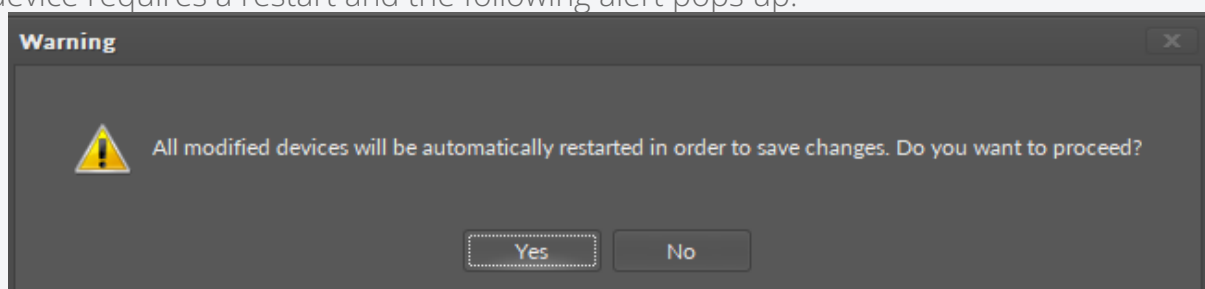 device requires a restart and the following alert pops up:
Warning
All modified devices will be automatically restarted in order to save changes. Do you want to proceed?
Yes
No